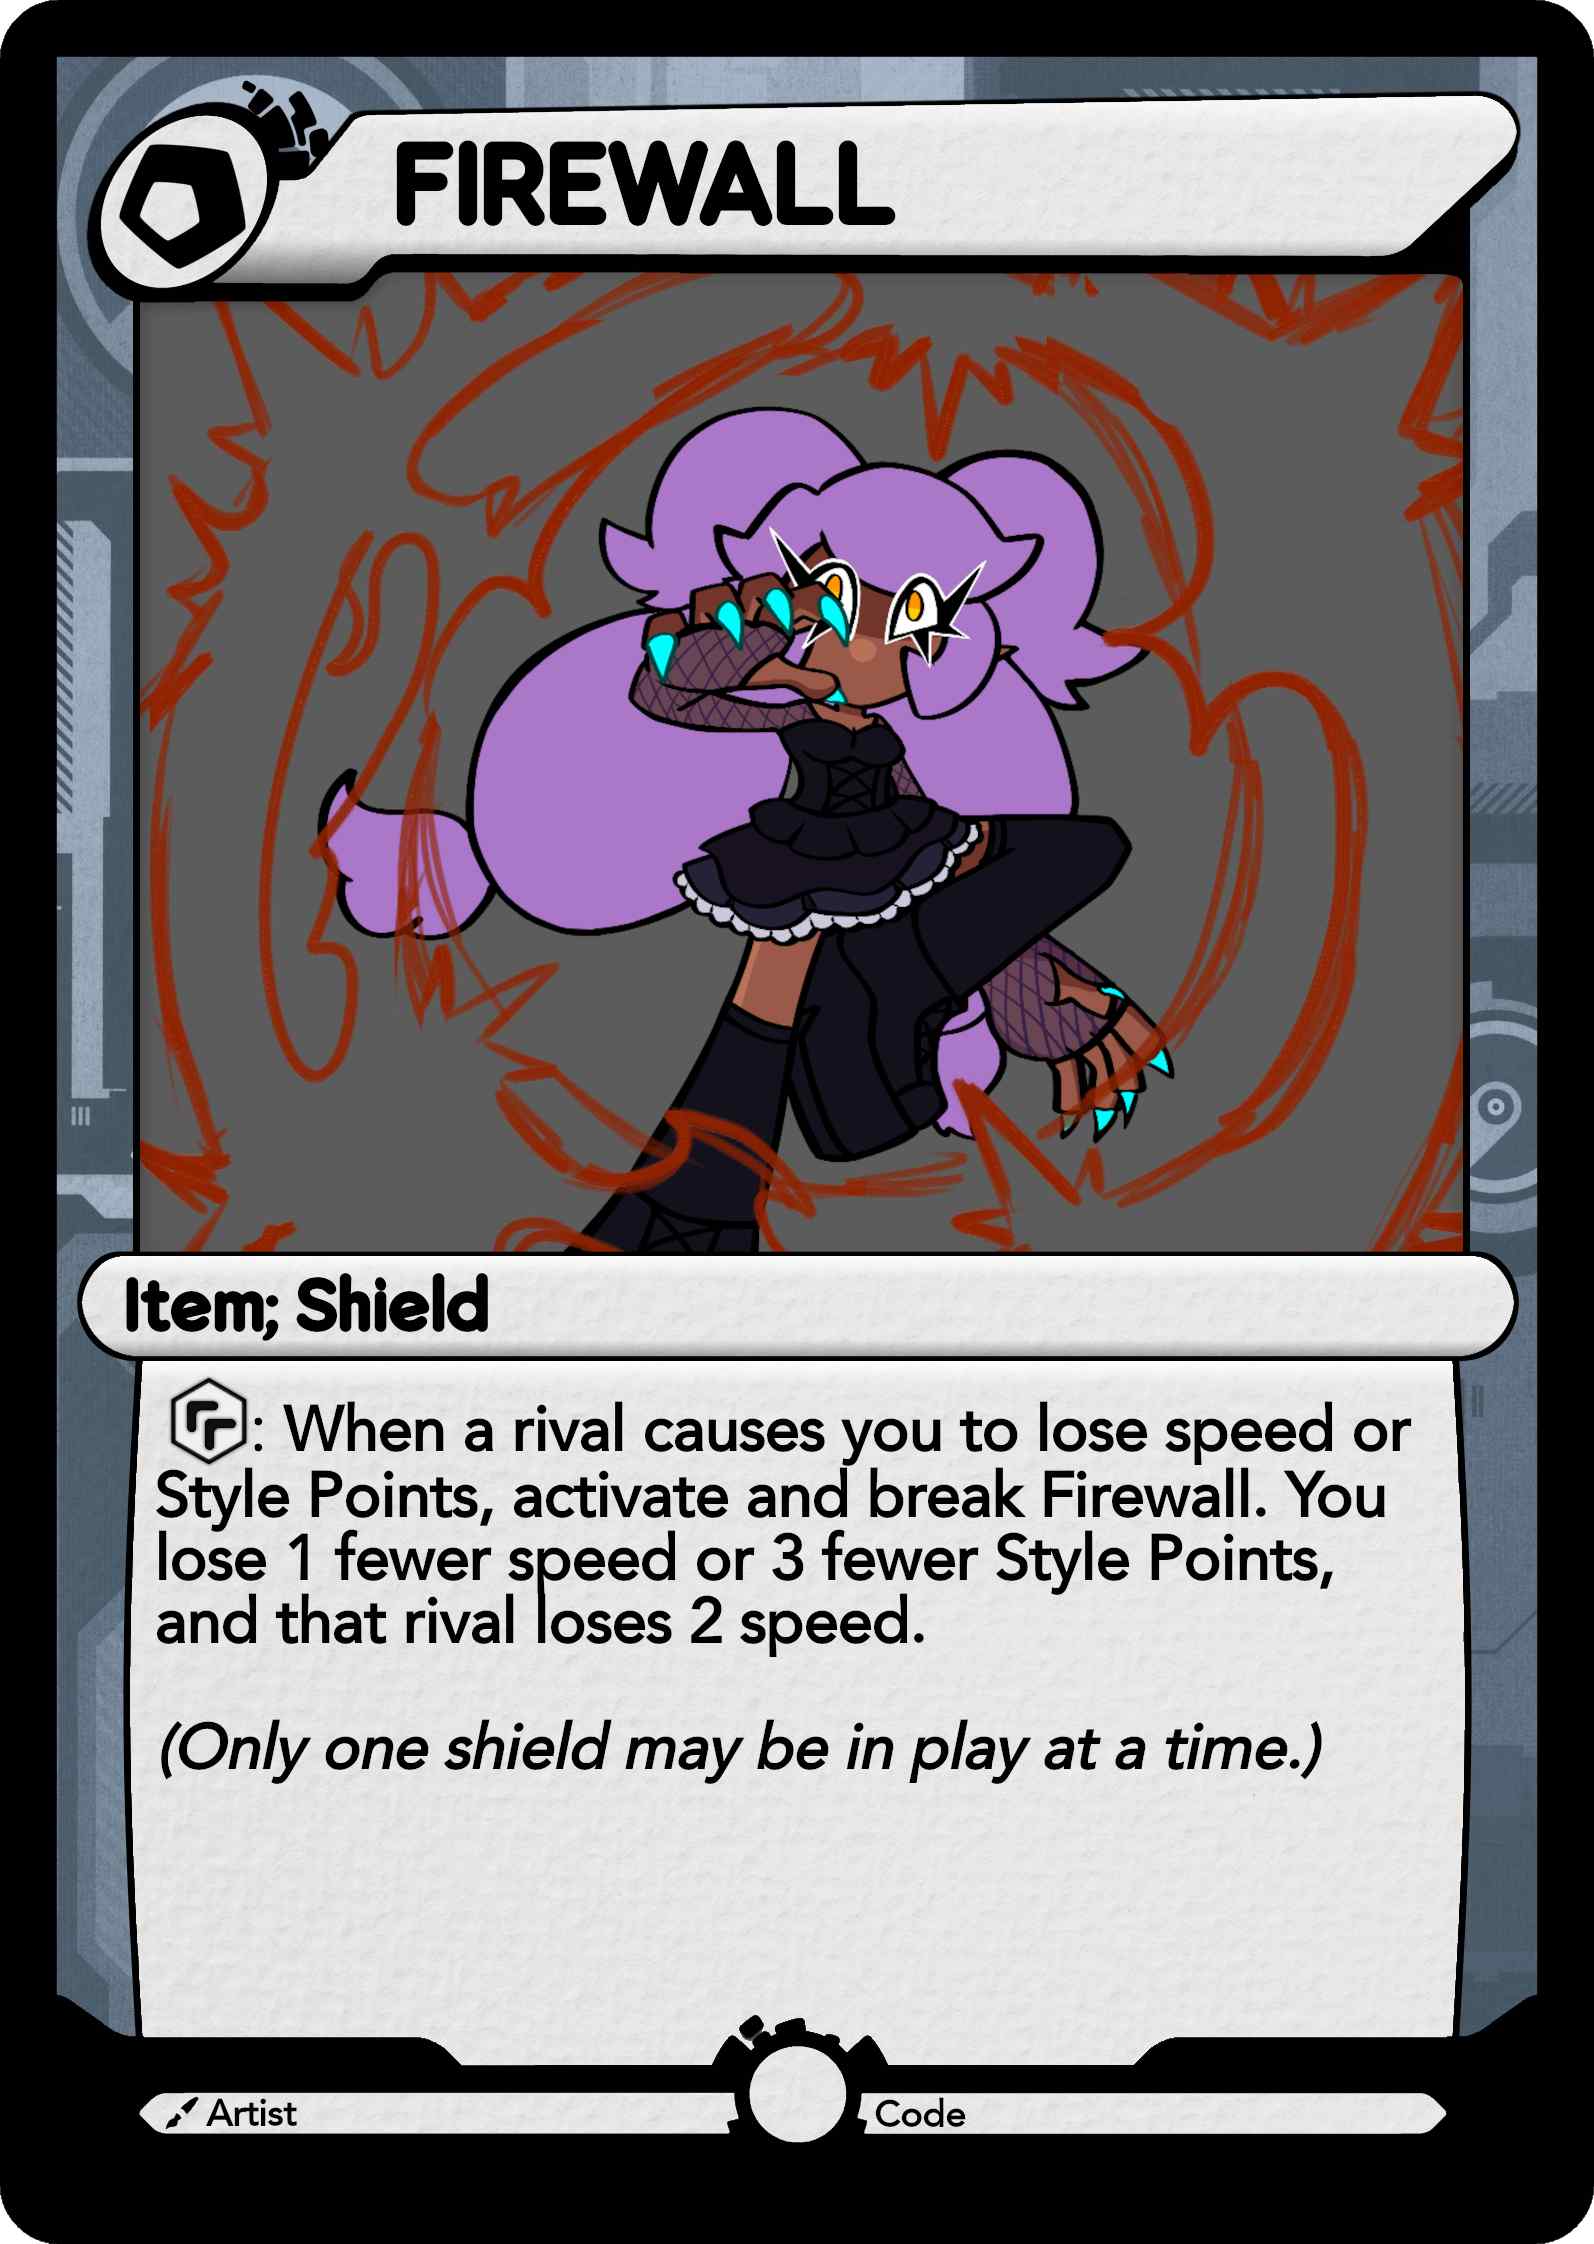 FIREWALL
Item; Shield
: When a rival causes you to lose speed or
Style Points, activate and break Firewall. You
lose 1 fewer speed or 3 fewer Style Points,
and that rival loses 2 speed.
(Only one shield may be in play at a time.)
Artist
Code